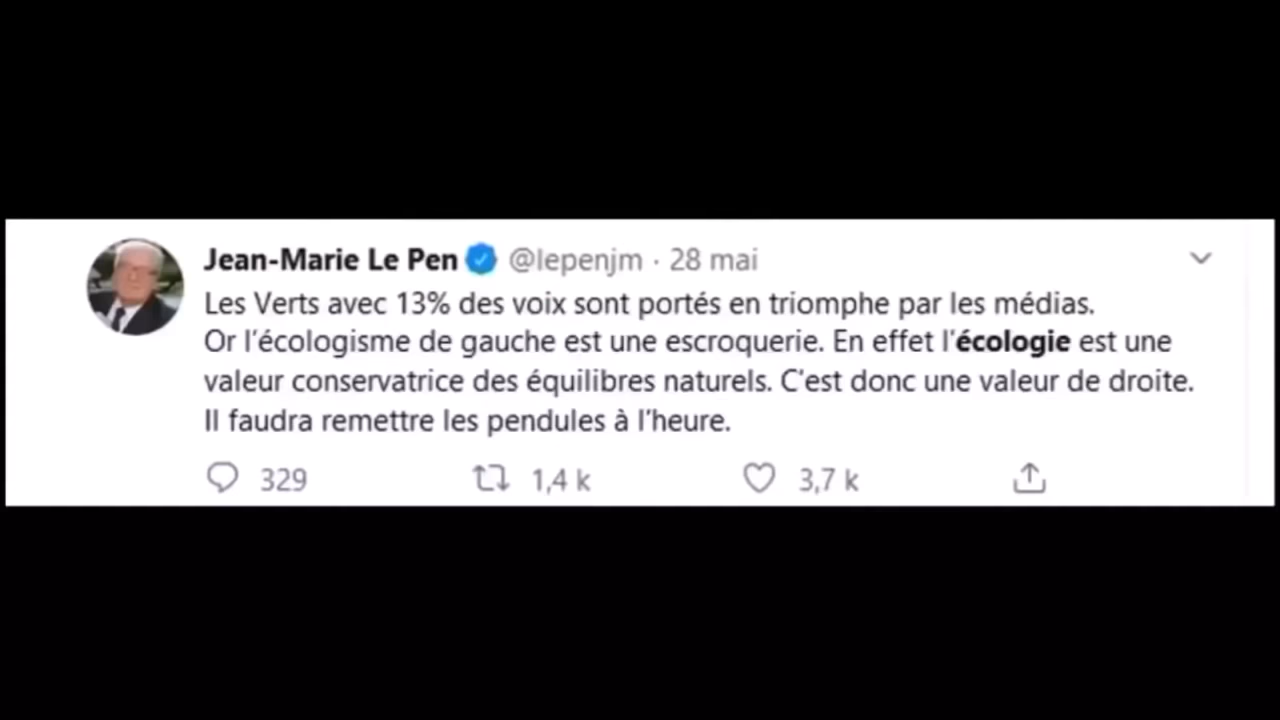 Jean-Marie Le Pen @lepenjm · 28 mai
Les Verts avec 13% des voix sont portés en triomphe par les médias.
Or l'écologisme de gauche est une escroquerie. En effet l'écologie est une
valeur conservatrice des équilibres naturels. C'est donc une valeur de droite.
Il faudra remettre les pendules à l'heure.
329 1,4 k 3,7 k